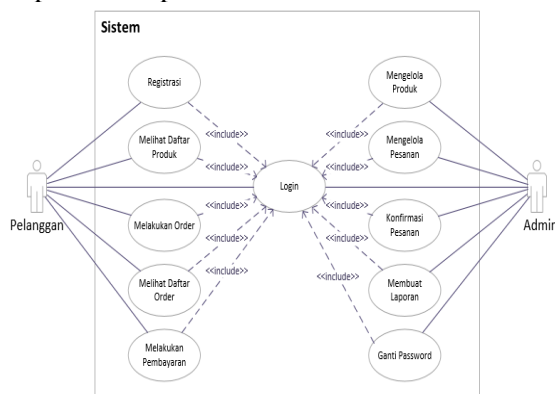 Sistem
Registrasi
Melihat Daftar
Produk
Melakukan Order
Melihat Daftar
Order
Melakukan
Pembayaran
Pelanggan
<<include>>
<<include>>
<<include>>
<<include>>
<<include>>
Login
<<include>>
<<include>>
<<include>>
<<include>>
<<include>>
Mengelola
Produk
Mengelola
Pesanan
Konfirmasi
Pesanan
Membuat
Laporan
Ganti Password
Admin